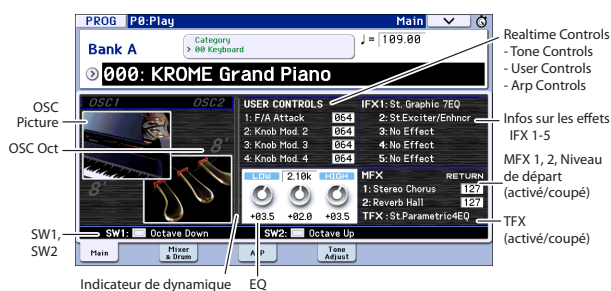 PROG P0:Play Main
Bank A
Category
00 Keyboard
♩= 109.00
000: KROME Grand Piano
OSC1 OSC2
8'
8'
USER CONTROLS
1: F/A Attack 064
2: Knob Mod. 2 064
3: Knob Mod. 3 064
4: Knob Mod. 4 064
IFX1: St. Graphic 7EQ
2: St.Exciter/Enhncr
3: No Effect
4: No Effect
5: No Effect
LOW 2.10k HIGH
+03.5 +02.0 +03.5
MFX RETURN
1: Stereo Chorus 127
2: Reverb Hall 127
TFX : St.Parametric4EQ
SW1: Octave Down SW2: Octave Up
Main
Mixer
& Drum
Tone
Adjust
OSC
Picture
OSC Oct
SW1,
SW2
Indicateur de dynamique
EQ
Realtime Controls
- Tone Controls
- User Controls
- Arp Controls
Infos sur les effets
IFX 1-5
MFX 1, 2, Niveau
de départ
(activé/coupé)
TFX
(activé/coupé)